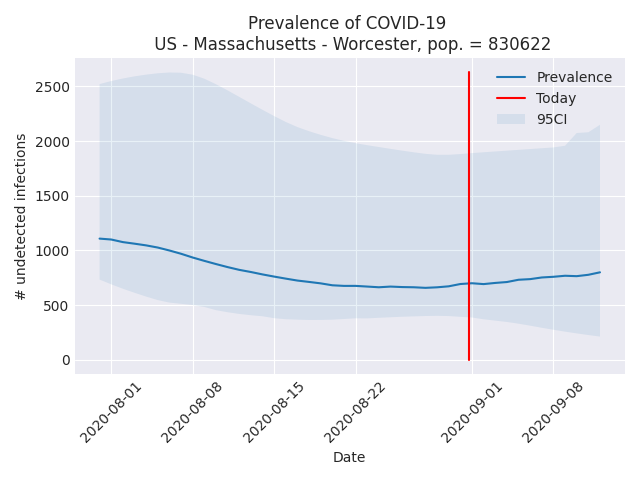 Prevalence of COVID-19
US - Massachusetts - Worcester, pop. = 830622
Prevalence
Today
95CI
# undetected infections
2500
2000
1500
1000
500
0
2020-08-01
2020-08-08
2020-08-15
2020-08-22
2020-09-01
2020-09-08
Date